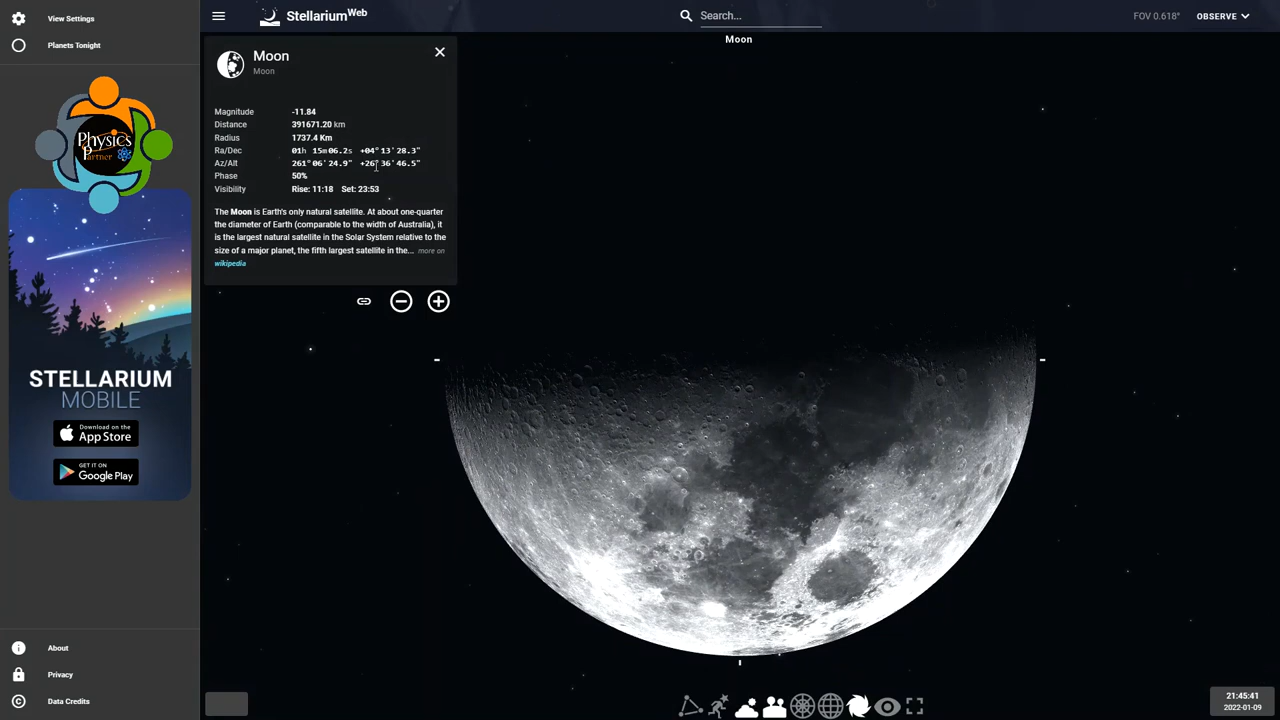 View Settings
Planets Tonight
Physics
Partner
STELLARIUM
MOBILE
Download on the
App Store
GET IT ON
Google Play
About
Privacy
Data Credits
StellariumWeb
Search...
FOV 0.618°
OBSERVE
Moon
Moon
Moon
Magnitude -11.84
Distance 391671.20 km
Radius 1737.4 Km
Ra/Dec 01h 15m06.2s +04°13'28.3"
Az/Alt 261°06'24.9" +26°36'46.5"
Phase 50%
Visibility Rise: 11:18 Set: 23:53
The Moon is Earth's only natural satellite. At about one-quarter
the diameter of Earth (comparable to the width of Australia), it
is the largest natural satellite in the Solar System relative to the
size of a major planet, the fifth largest satellite in the... more on
wikipedia
21:45:41
2022-01-09